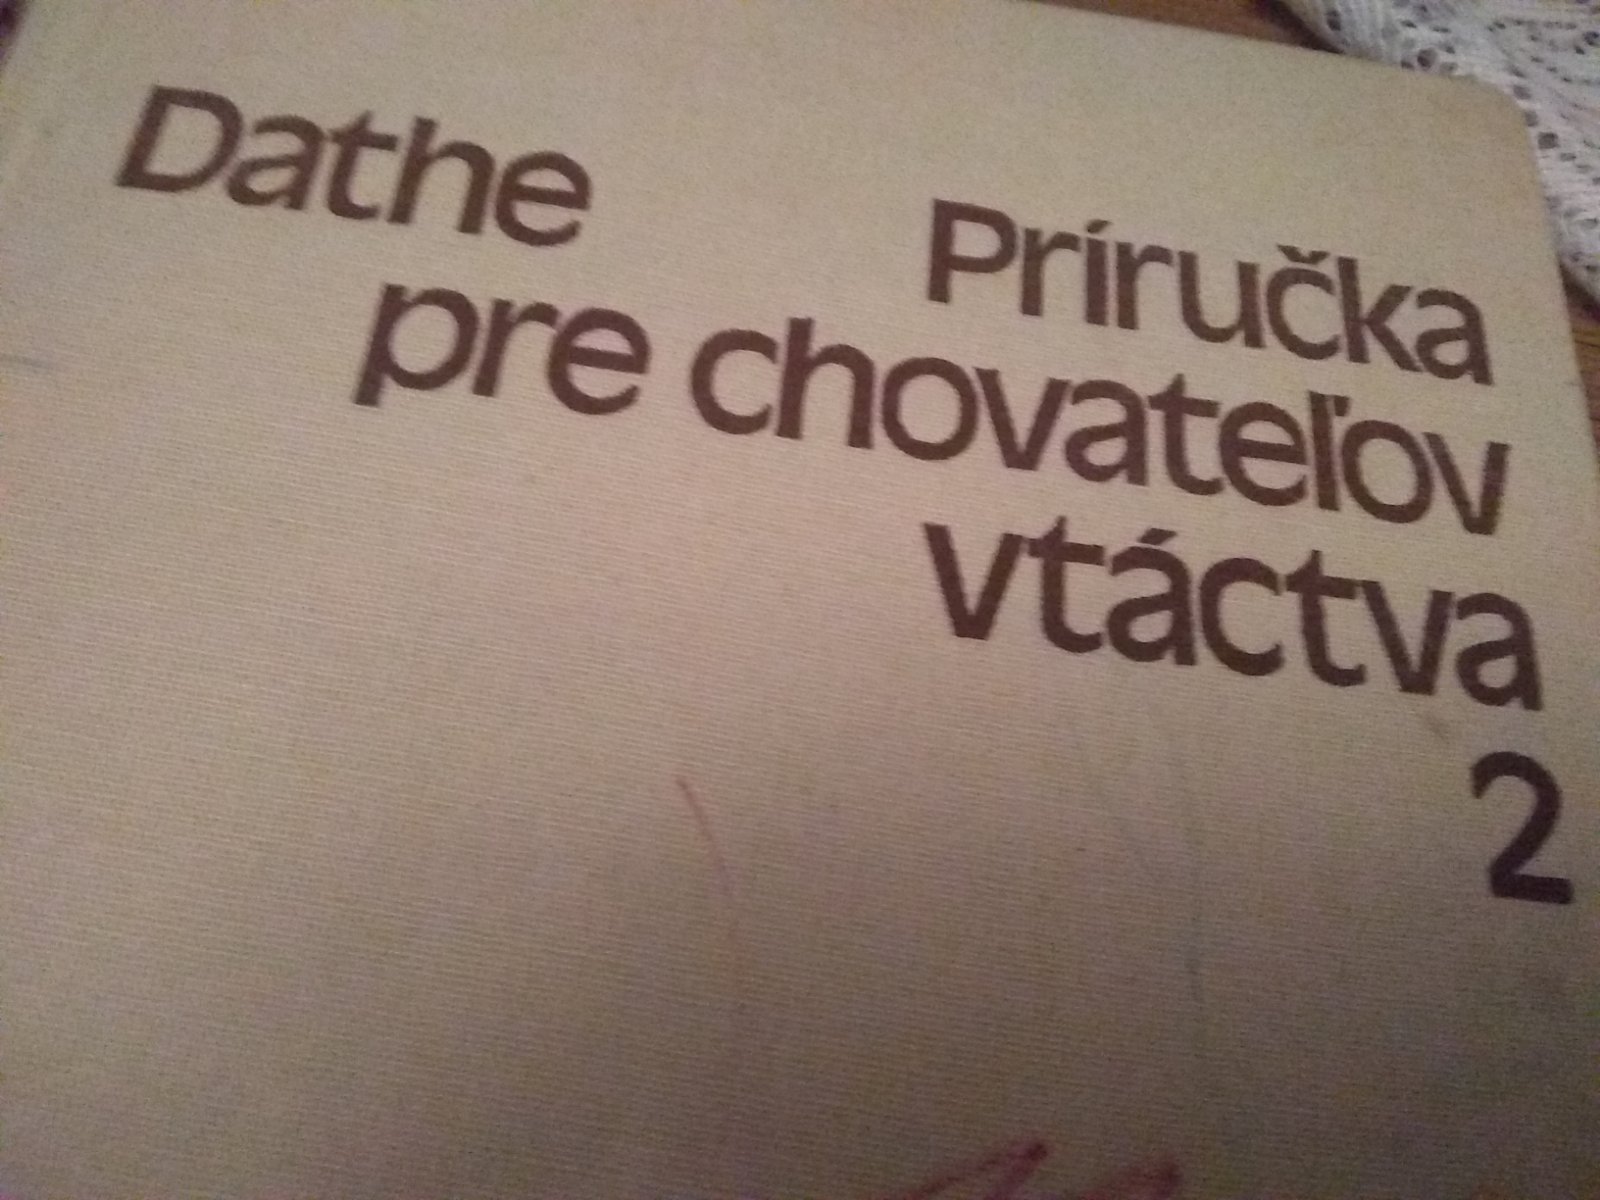 Dathe Príručka
pre chovateľov
vtáctva
2